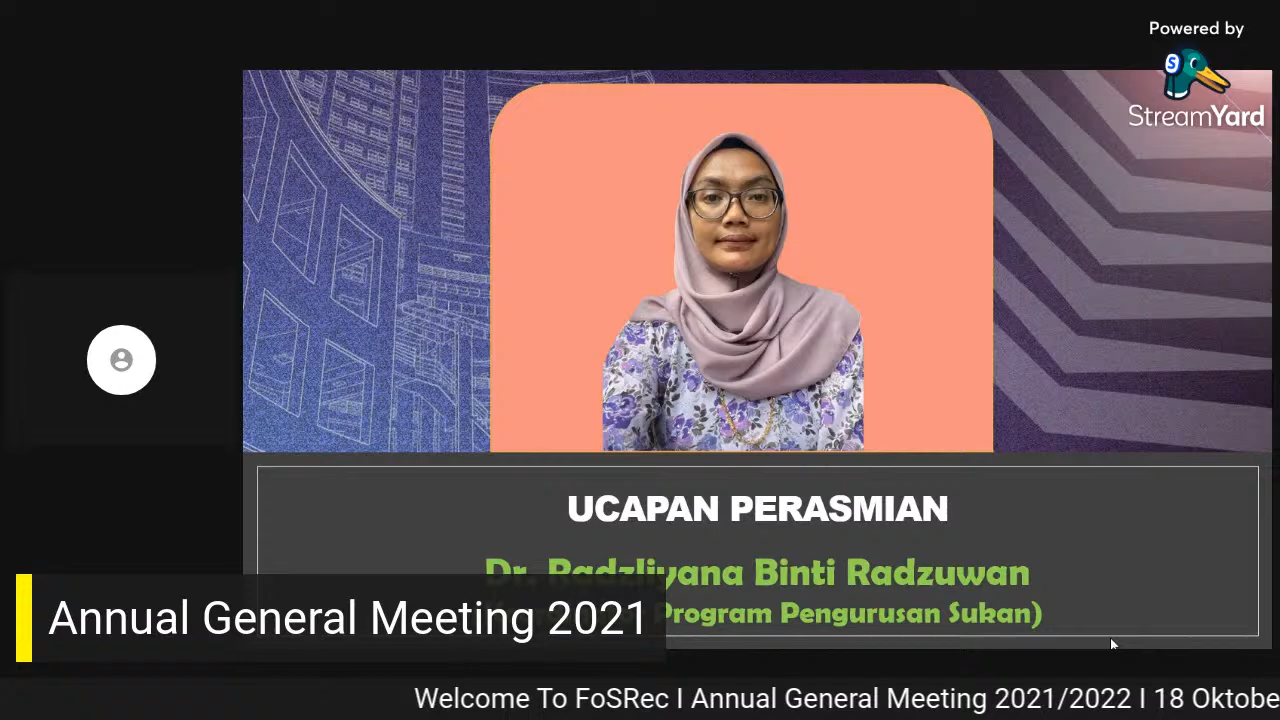 Powered by
StreamYard
UCAPAN PERASMIAN
Dr. Radzliyana Binti Radzuwan
Program Pengurusan Sukan)
Annual General Meeting 2021
Welcome To FoSRec I Annual General Meeting 2021/2022 I 18 Oktobe